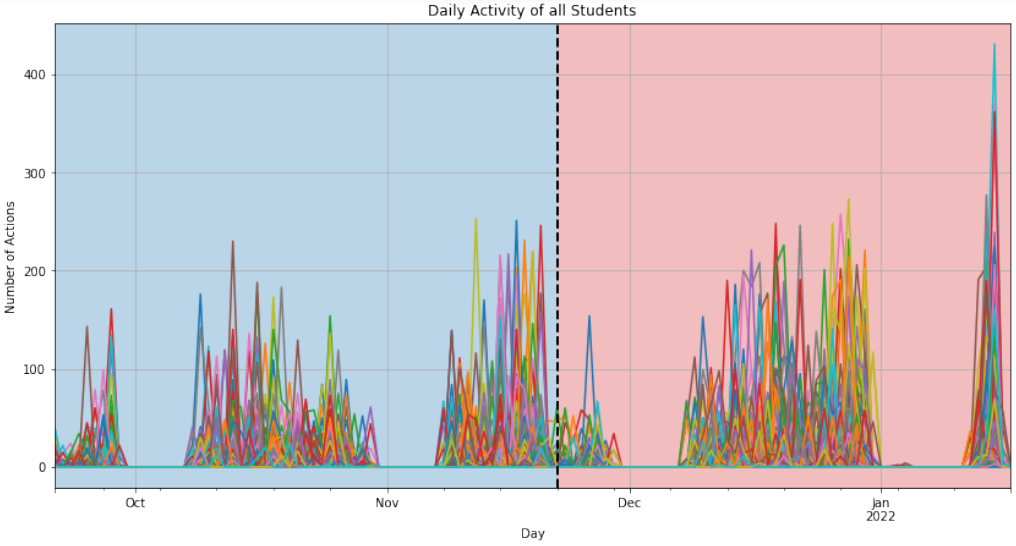 Daily Activity of all Students
Number of Actions
400
300
200
100
0
Oct
Nov
Dec
Jan
2022
Day